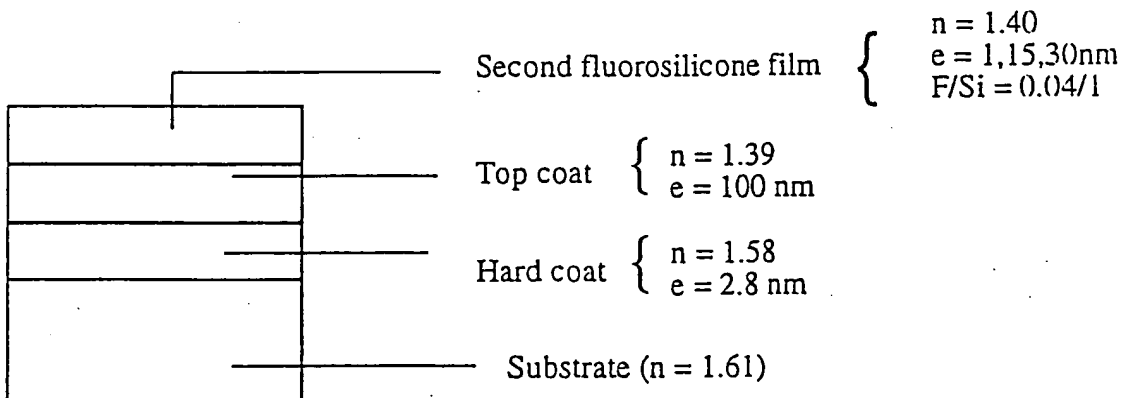 Second fluorosilicone film { n = 1.40
e = 1,15,30nm
F/Si = 0.04/1
Top coat { n = 1.39
e = 100 nm
Hard coat { n = 1.58
e = 2.8 nm
Substrate (n = 1.61)